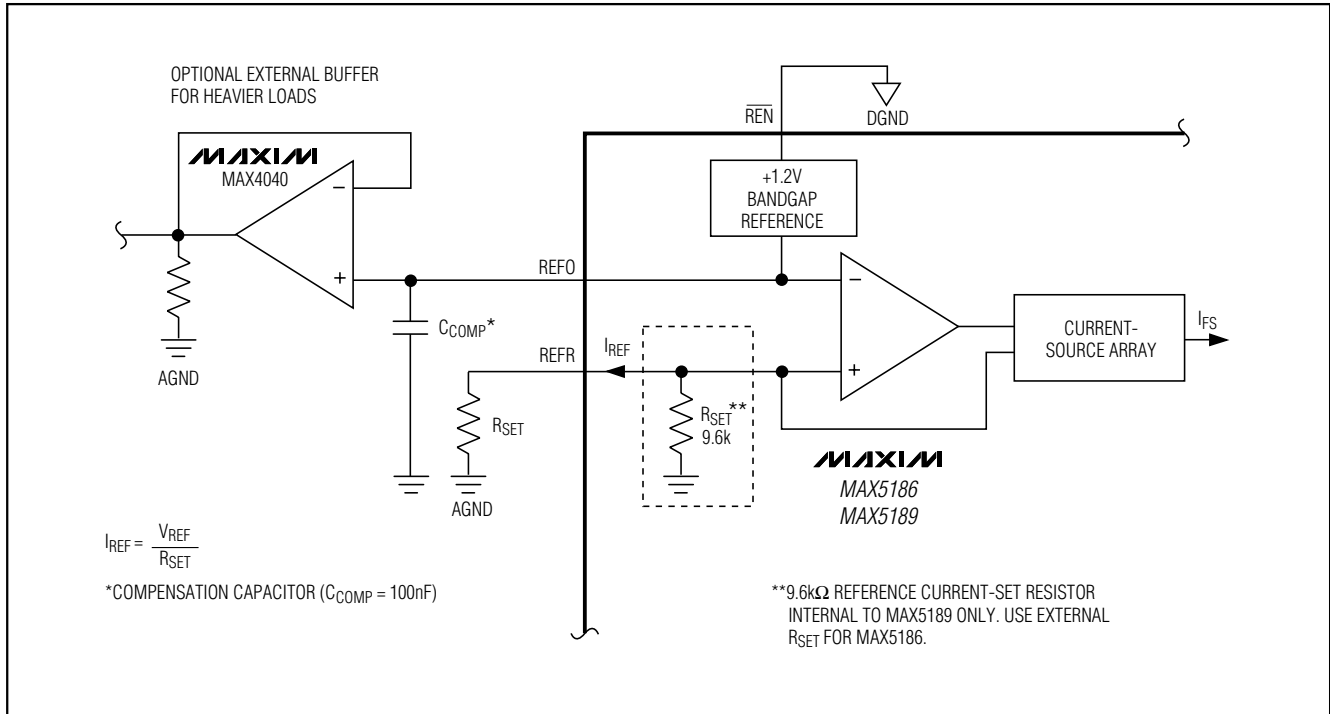 OPTIONAL EXTERNAL BUFFER
FOR HEAVIER LOADS
MAXIM
MAX4040
−
+
AGND
REN
DGND
+1.2V
BANDGAP
REFERENCE
REFO
CCOMP*
REFR
IREF
RSET
AGND
RSET**
9.6k
−
+
CURRENT-
SOURCE ARRAY
IFS
MAXIM
MAX5186
MAX5189
IREF = VREF
RSET
*COMPENSATION CAPACITOR (CCOMP = 100nF)
**9.6kΩ REFERENCE CURRENT-SET RESISTOR
INTERNAL TO MAX5189 ONLY. USE EXTERNAL
RSET FOR MAX5186.